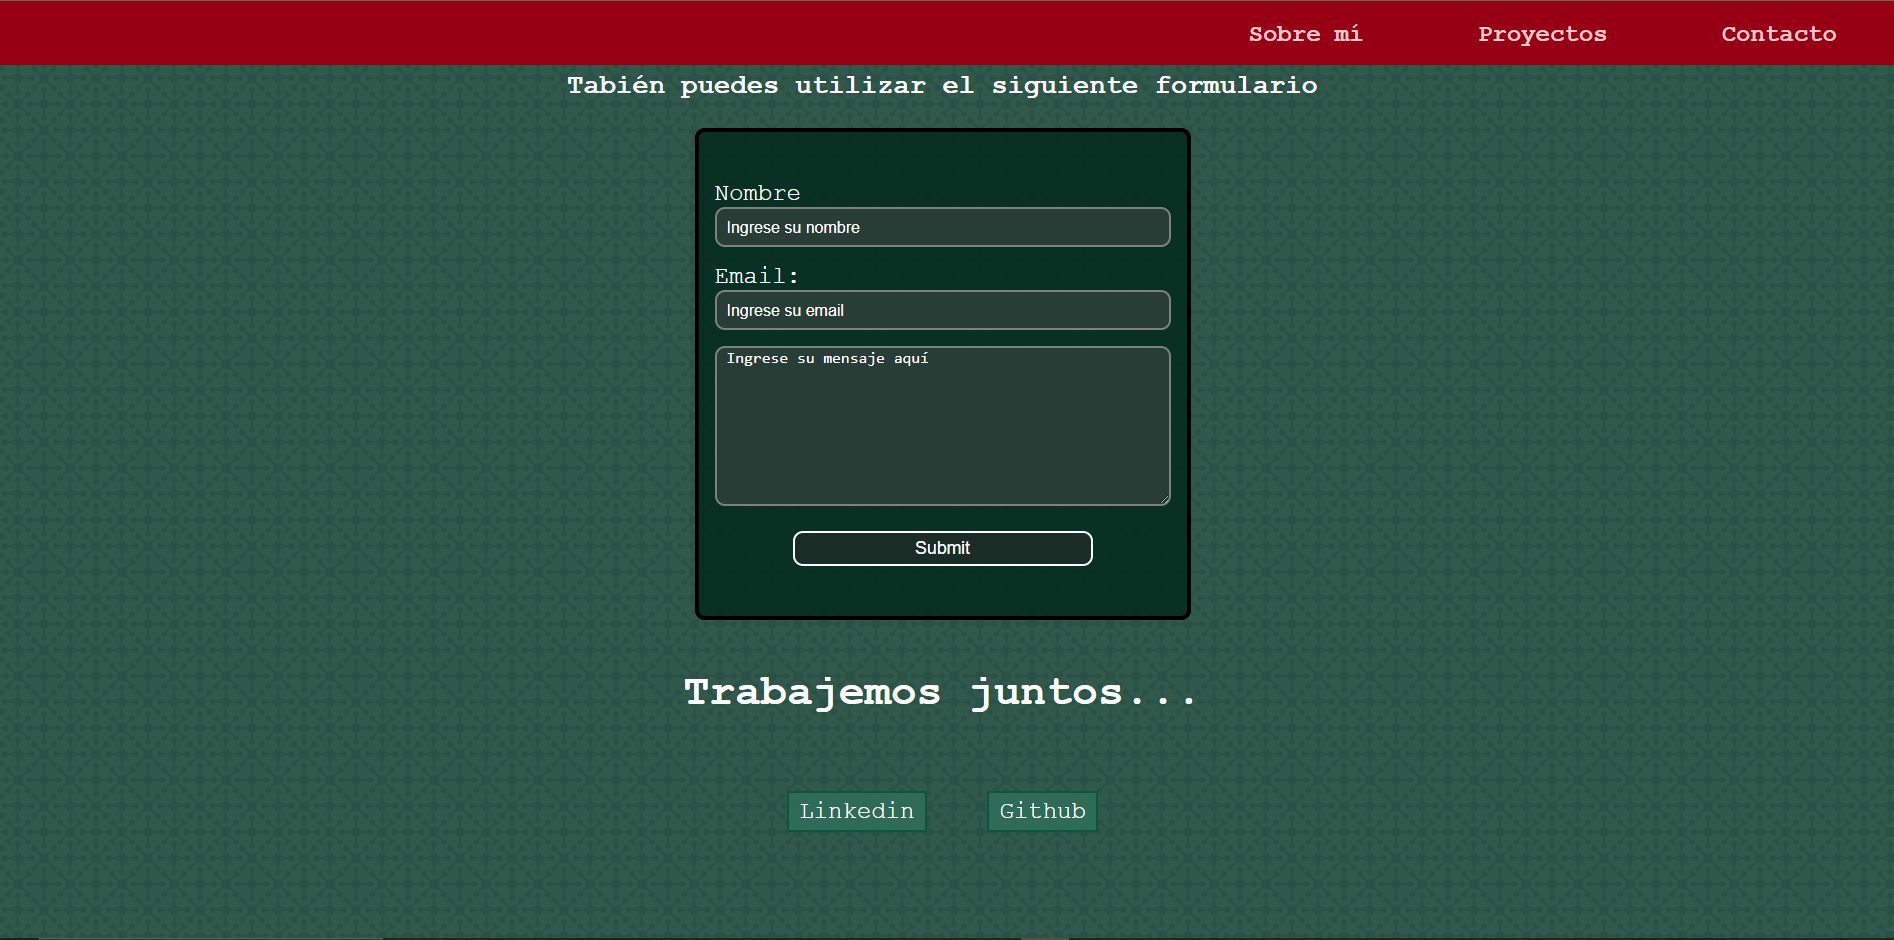 Sobre mí Proyectos Contacto
Tabién puedes utilizar el siguiente formulario
Nombre
Ingrese su nombre
Email:
Ingrese su email
Ingrese su mensaje aquí
Submit
Trabajemos juntos...
Linkedin Github